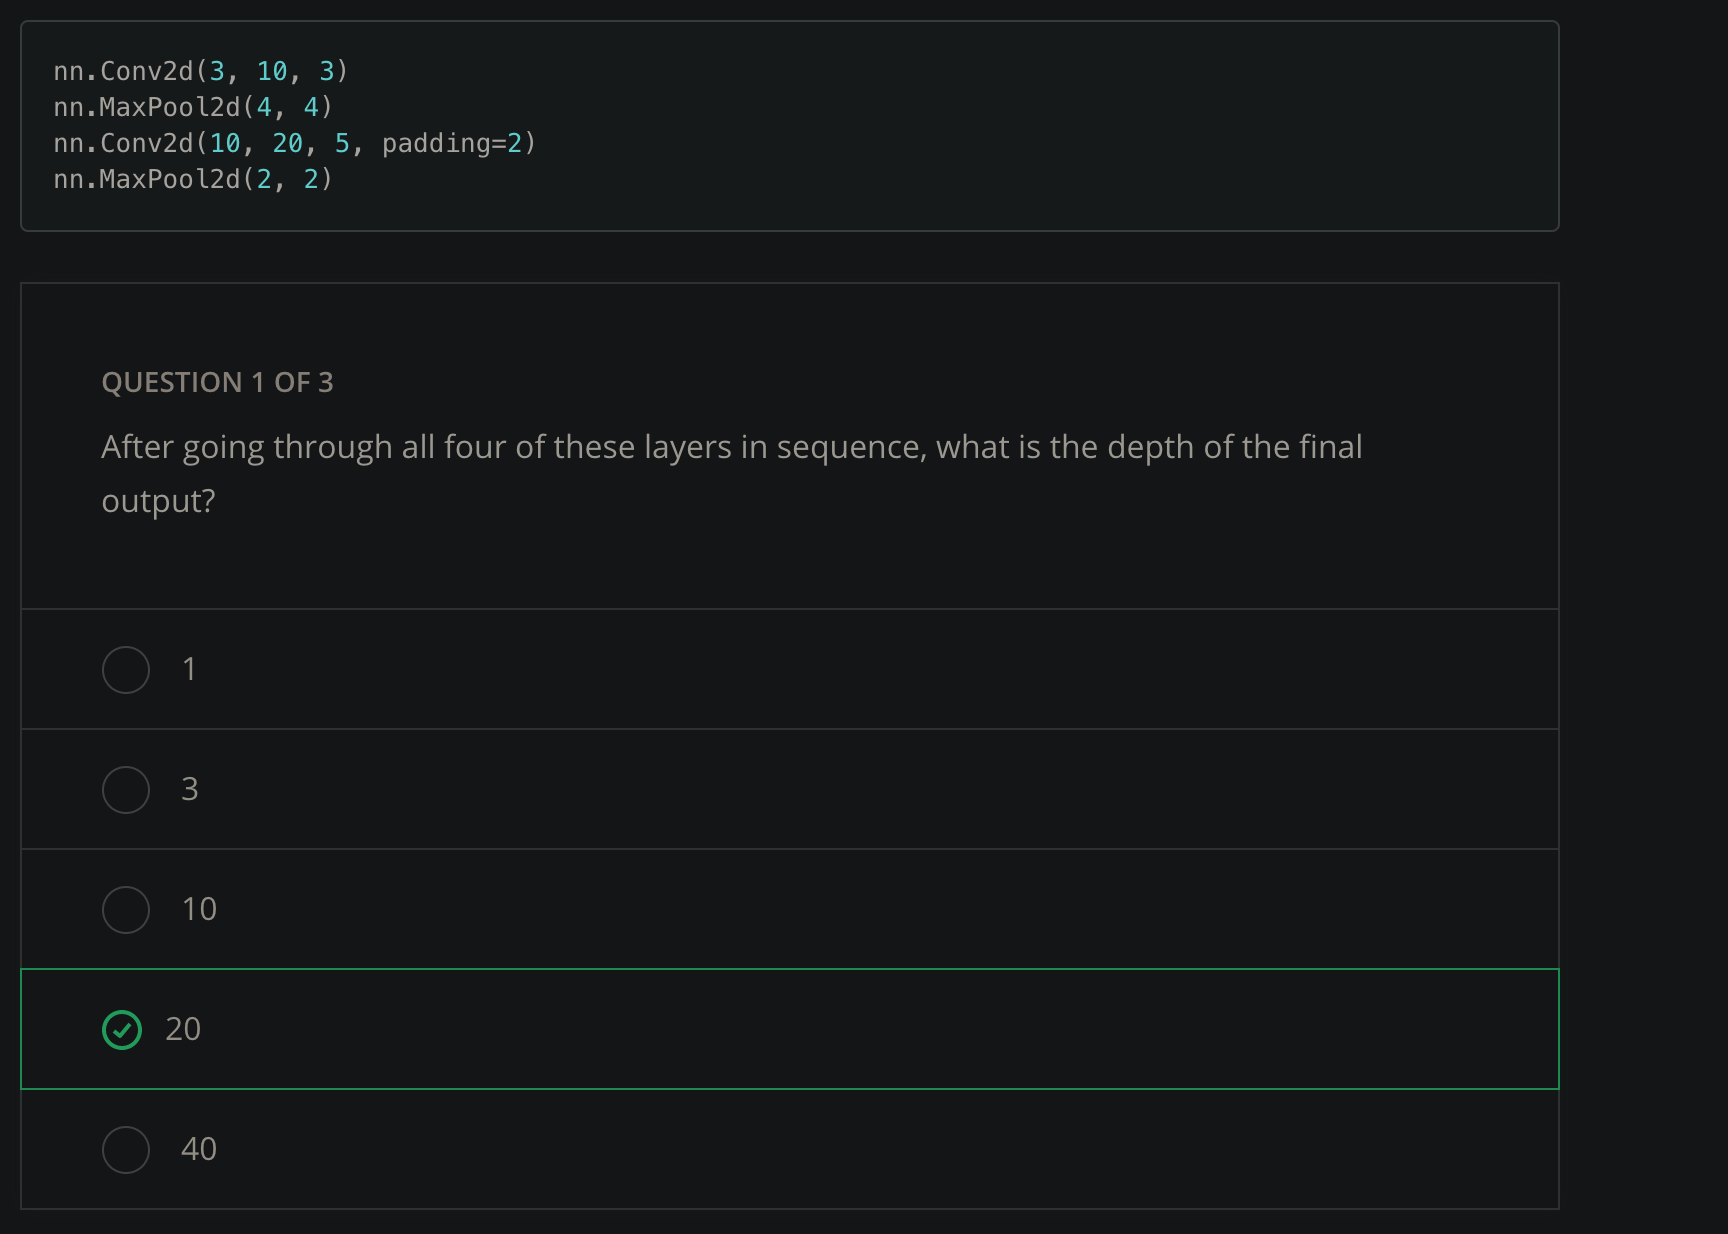 nn.Conv2d(3, 10, 3)
nn.MaxPool2d(4, 4)
nn.Conv2d(10, 20, 5, padding=2)
nn.MaxPool2d(2, 2)
QUESTION 1 OF 3
After going through all four of these layers in sequence, what is the depth of the final
output?
1
3
10
20
40